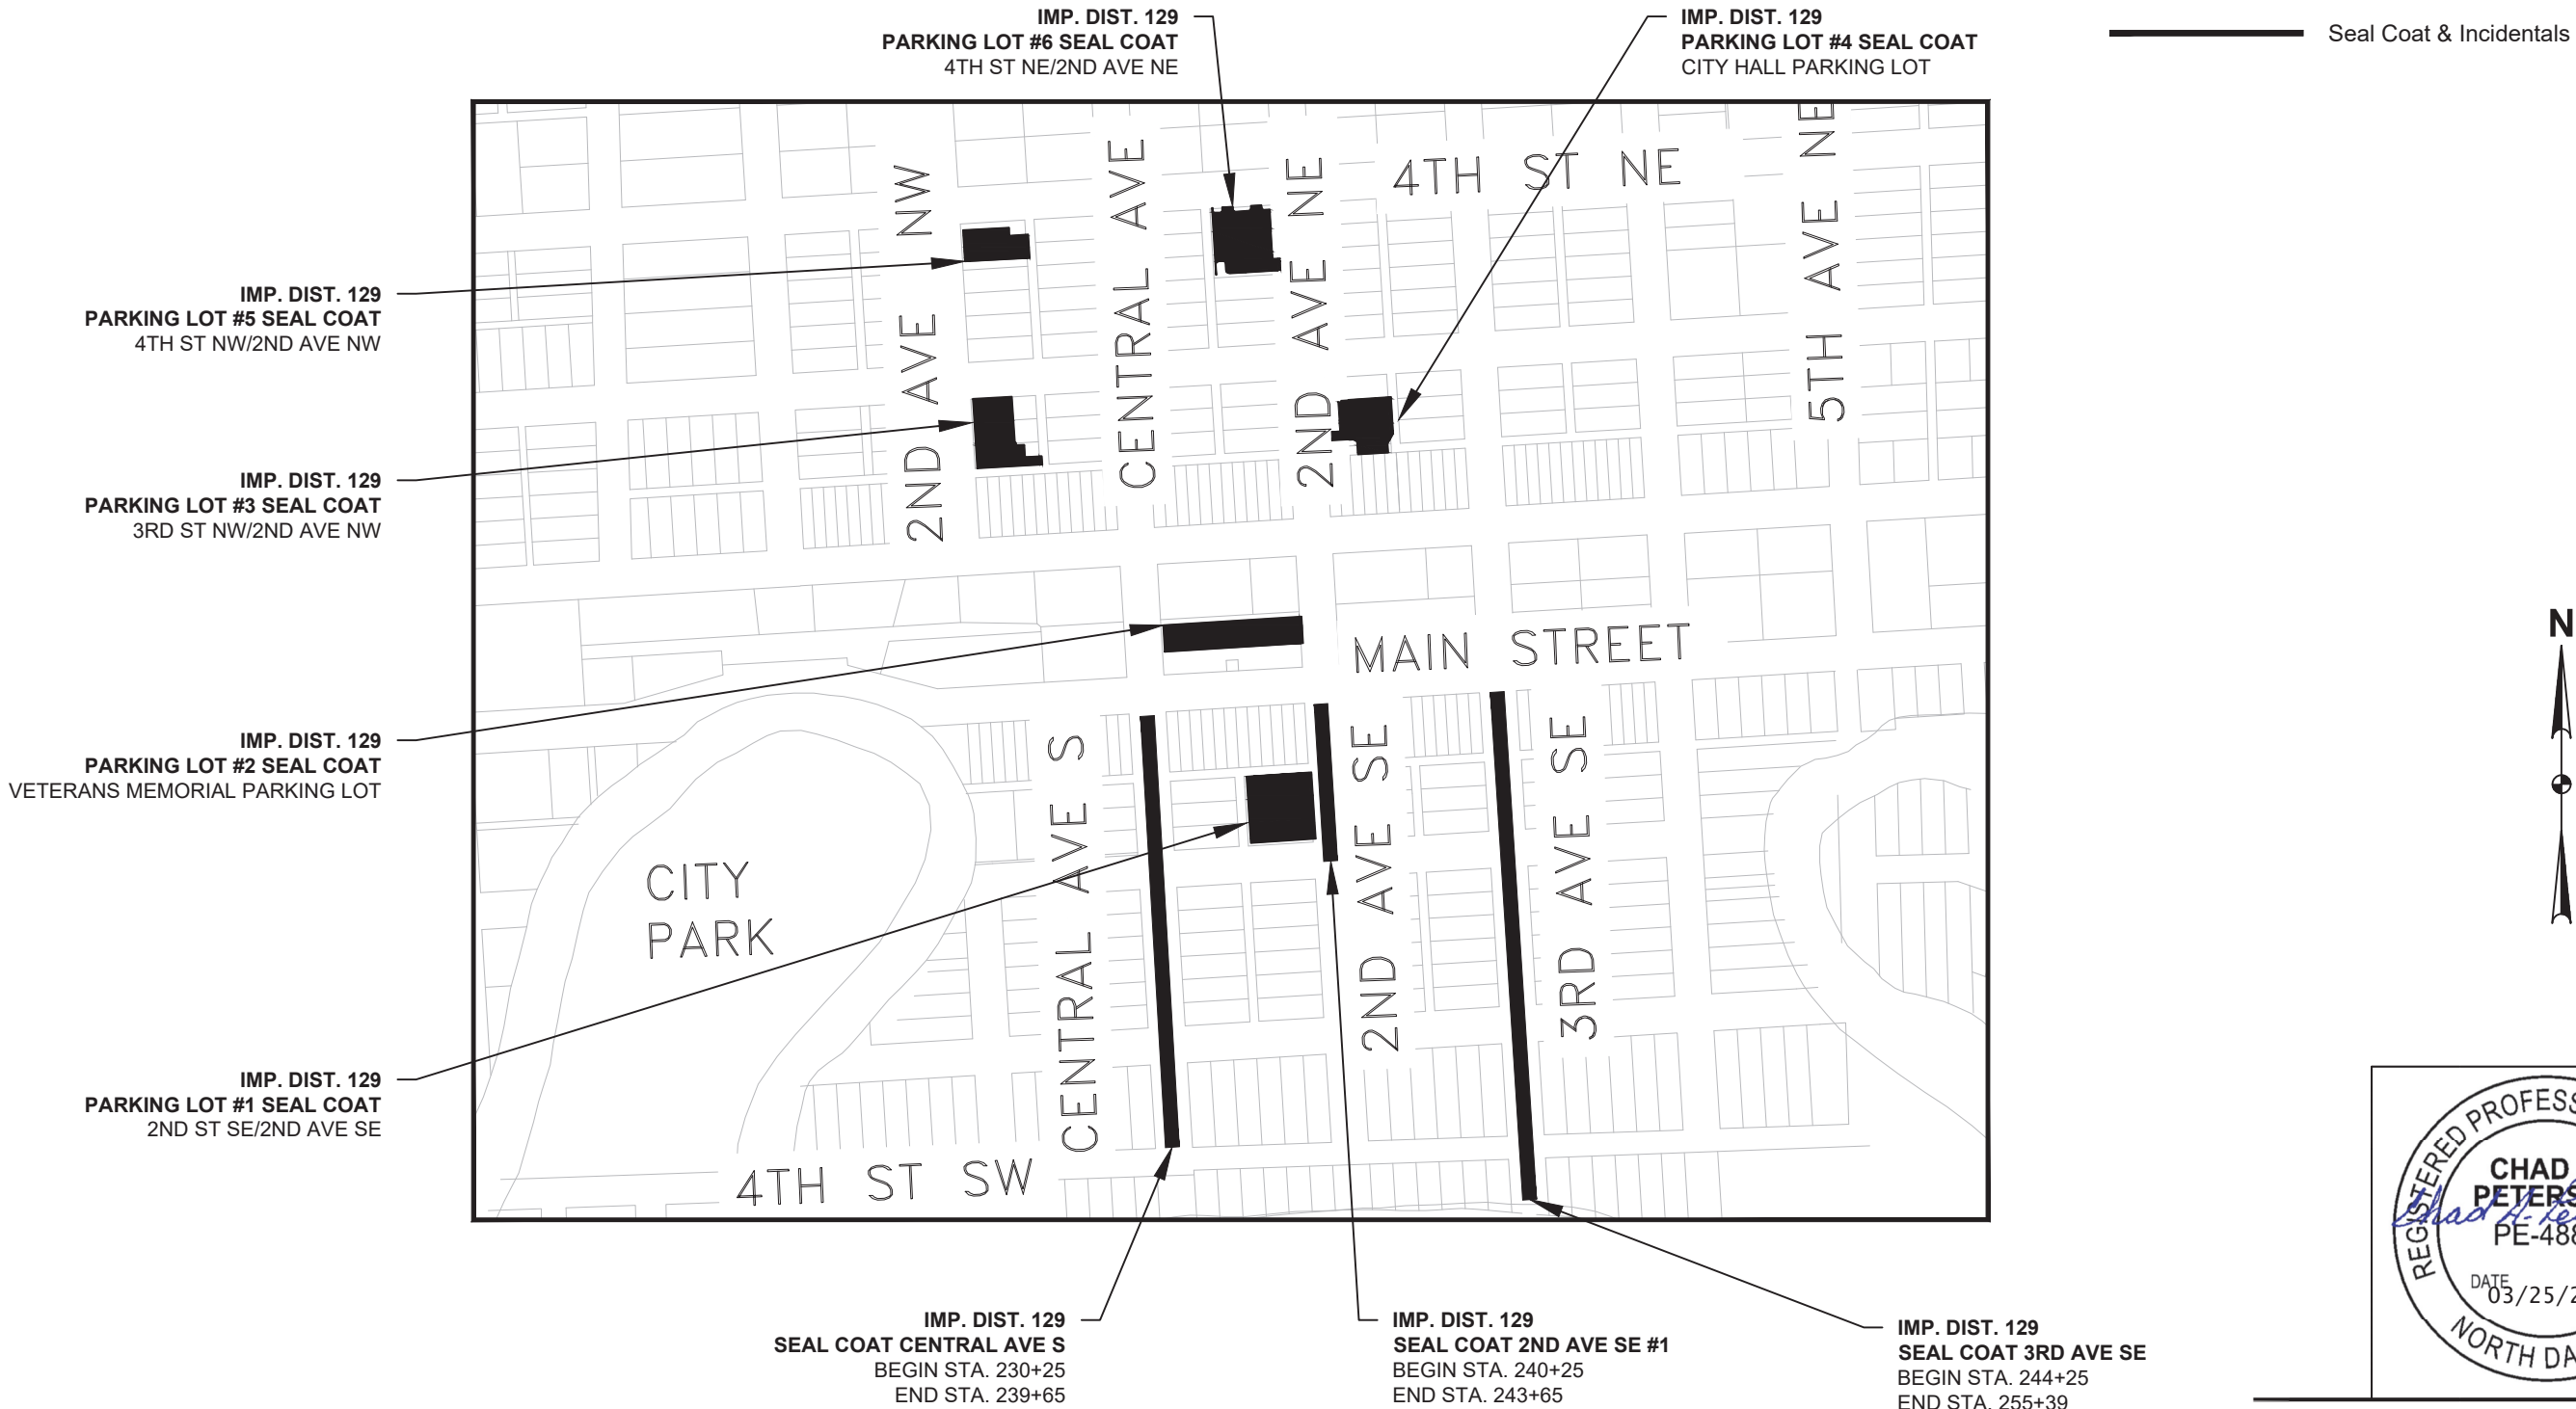 IMP. DIST. 129
PARKING LOT #6 SEAL COAT
4TH ST NE/2ND AVE NE
IMP. DIST. 129
PARKING LOT #4 SEAL COAT
CITY HALL PARKING LOT
Seal Coat & Incidentals
2ND AVE NW
CENTRAL AVE
2ND AVE NE
4TH ST NE
5TH AVE NE
IMP. DIST. 129
PARKING LOT #5 SEAL COAT
4TH ST NW/2ND AVE NW
IMP. DIST. 129
PARKING LOT #3 SEAL COAT
3RD ST NW/2ND AVE NW
N
MAIN STREET
IMP. DIST. 129
PARKING LOT #2 SEAL COAT
VETERANS MEMORIAL PARKING LOT
CITY
PARK
CENTRAL AVE S
2ND AVE SE
3RD AVE SE
IMP. DIST. 129
PARKING LOT #1 SEAL COAT
2ND ST SE/2ND AVE SE
4TH ST SW
REGISTERED
CHAD
DATE
03/25/2
NORTH
IMP. DIST. 129
SEAL COAT CENTRAL AVE S
BEGIN STA. 230+25
END STA. 239+65
IMP. DIST. 129
SEAL COAT 2ND AVE SE #1
BEGIN STA. 240+25
END STA. 243+65
IMP. DIST. 129
SEAL COAT 3RD AVE SE
BEGIN STA. 244+25
END STA. 255+39